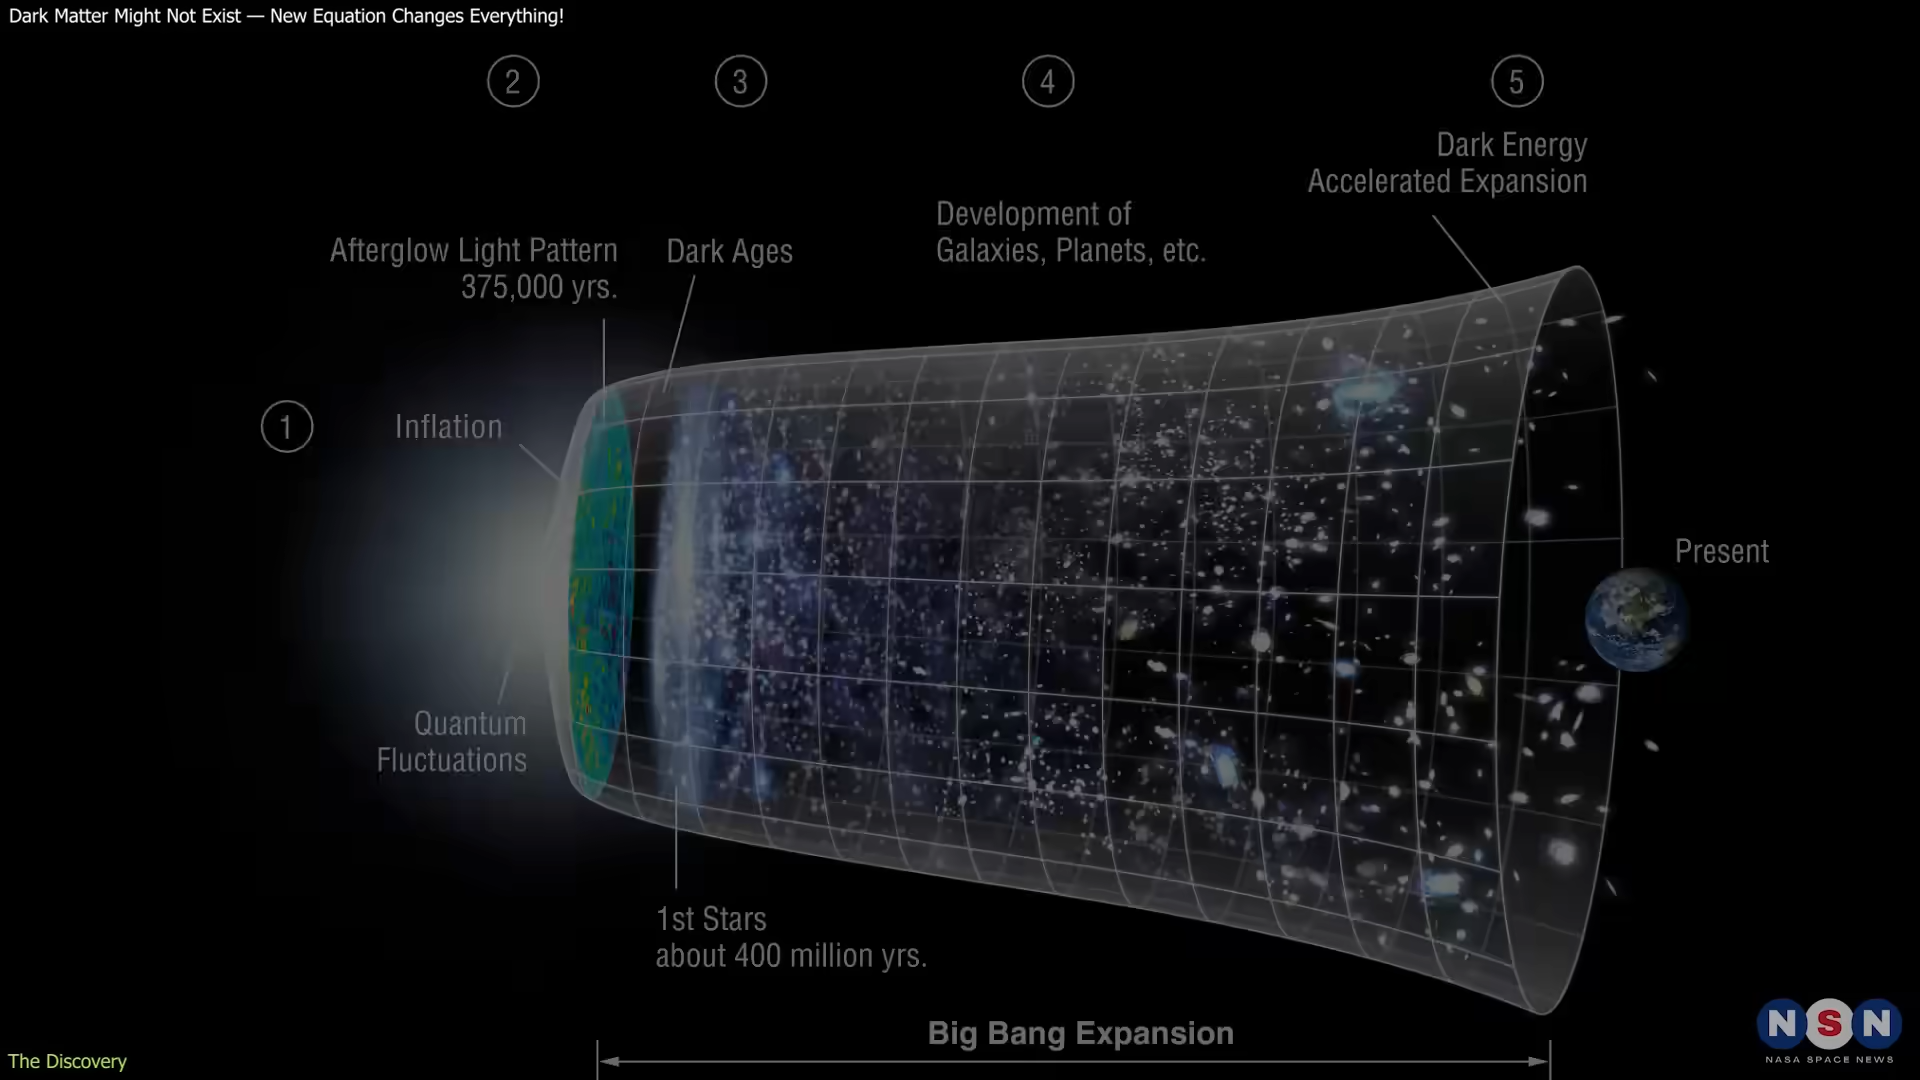 Dark Matter Might Not Exist — New Equation Changes Everything!
2
3
4
5
Dark Energy
Accelerated Expansion
Development of
Galaxies, Planets, etc.
Afterglow Light Pattern
375,000 yrs.
Dark Ages
1
Inflation
Present
Quantum
Fluctuations
1st Stars
about 400 million yrs.
Big Bang Expansion
NSN
NASA SPACE NEWS
The Discovery